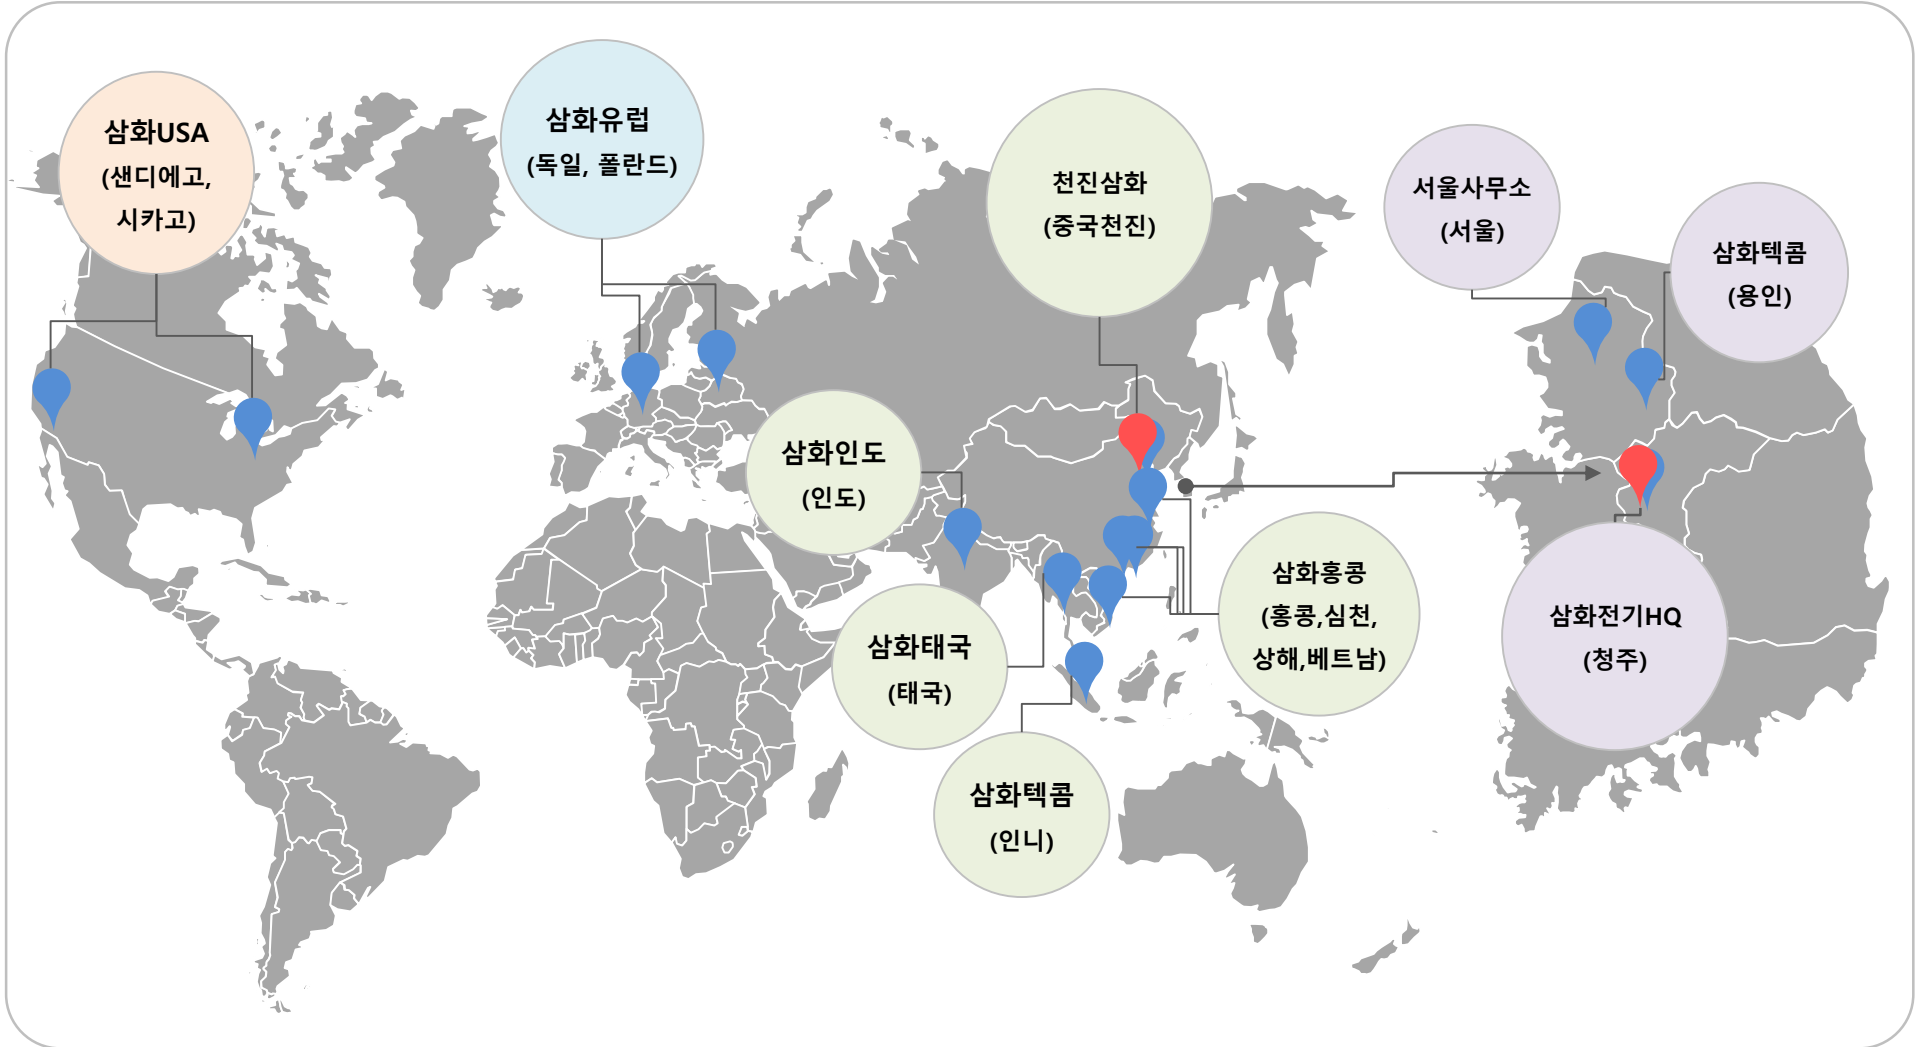 삼화USA
(샌디에고,
시카고)
삼화유럽
(독일, 폴란드)
천진삼화
(중국천진)
서울사무소
(서울)
삼화텍콤
(용인)
삼화인도
(인도)
삼화홍콩
(홍콩,심천,
상해,베트남)
삼화전기HQ
(청주)
삼화태국
(태국)
삼화텍콤
(인니)